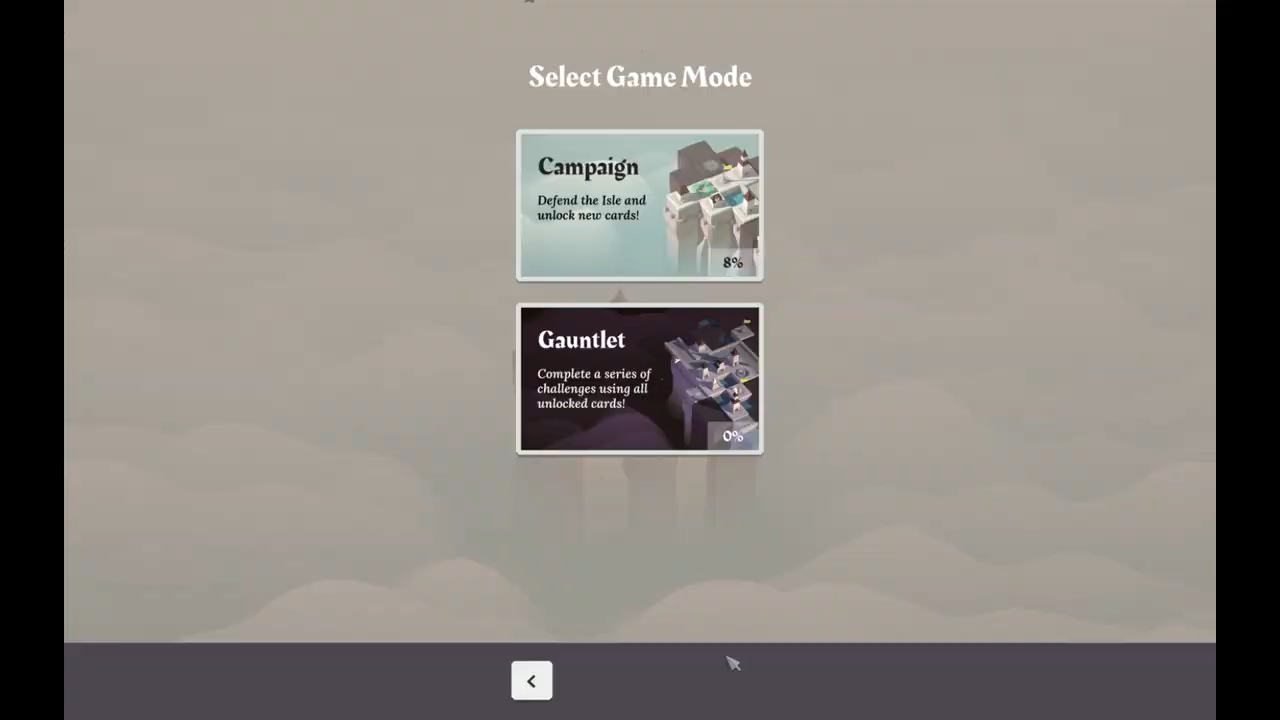 Select Game Mode
Campaign
Defend the Isle and
unlock new cards!
8%
Gauntlet
Complete a series of
challenges using all
unlocked cards!
0%